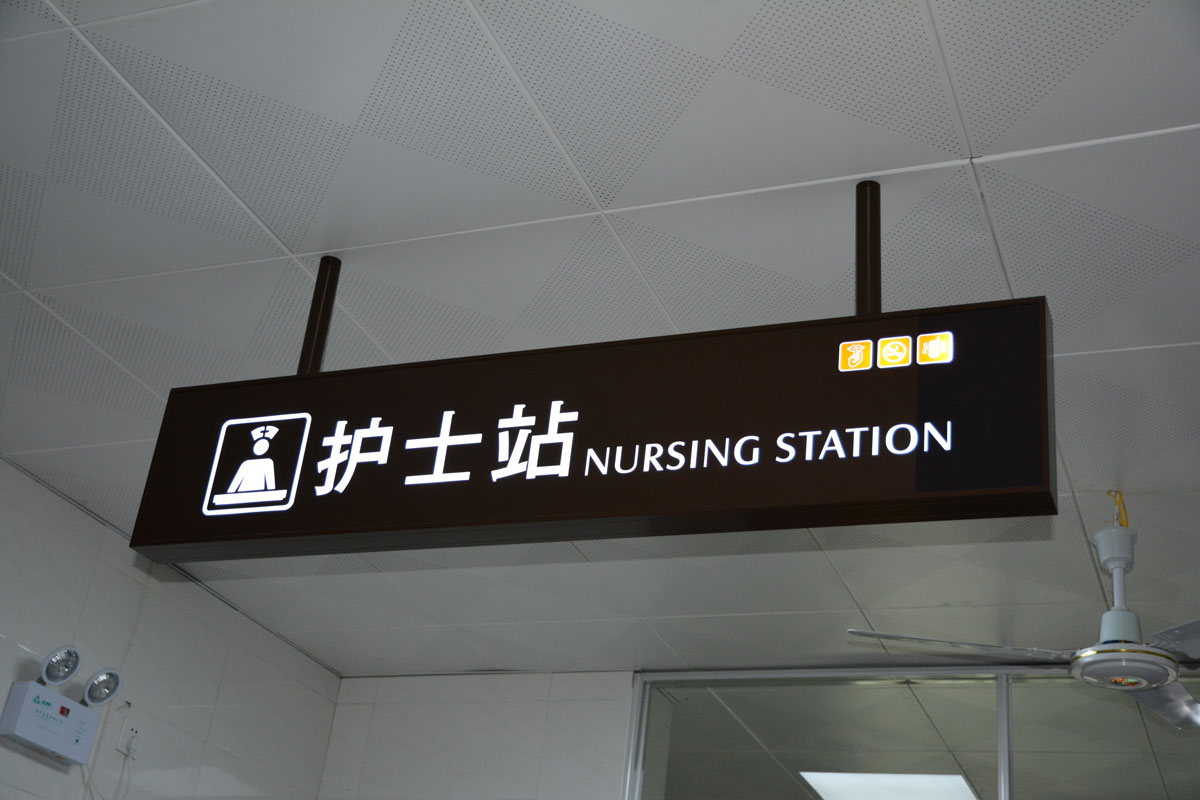 护士站 NURSING STATION